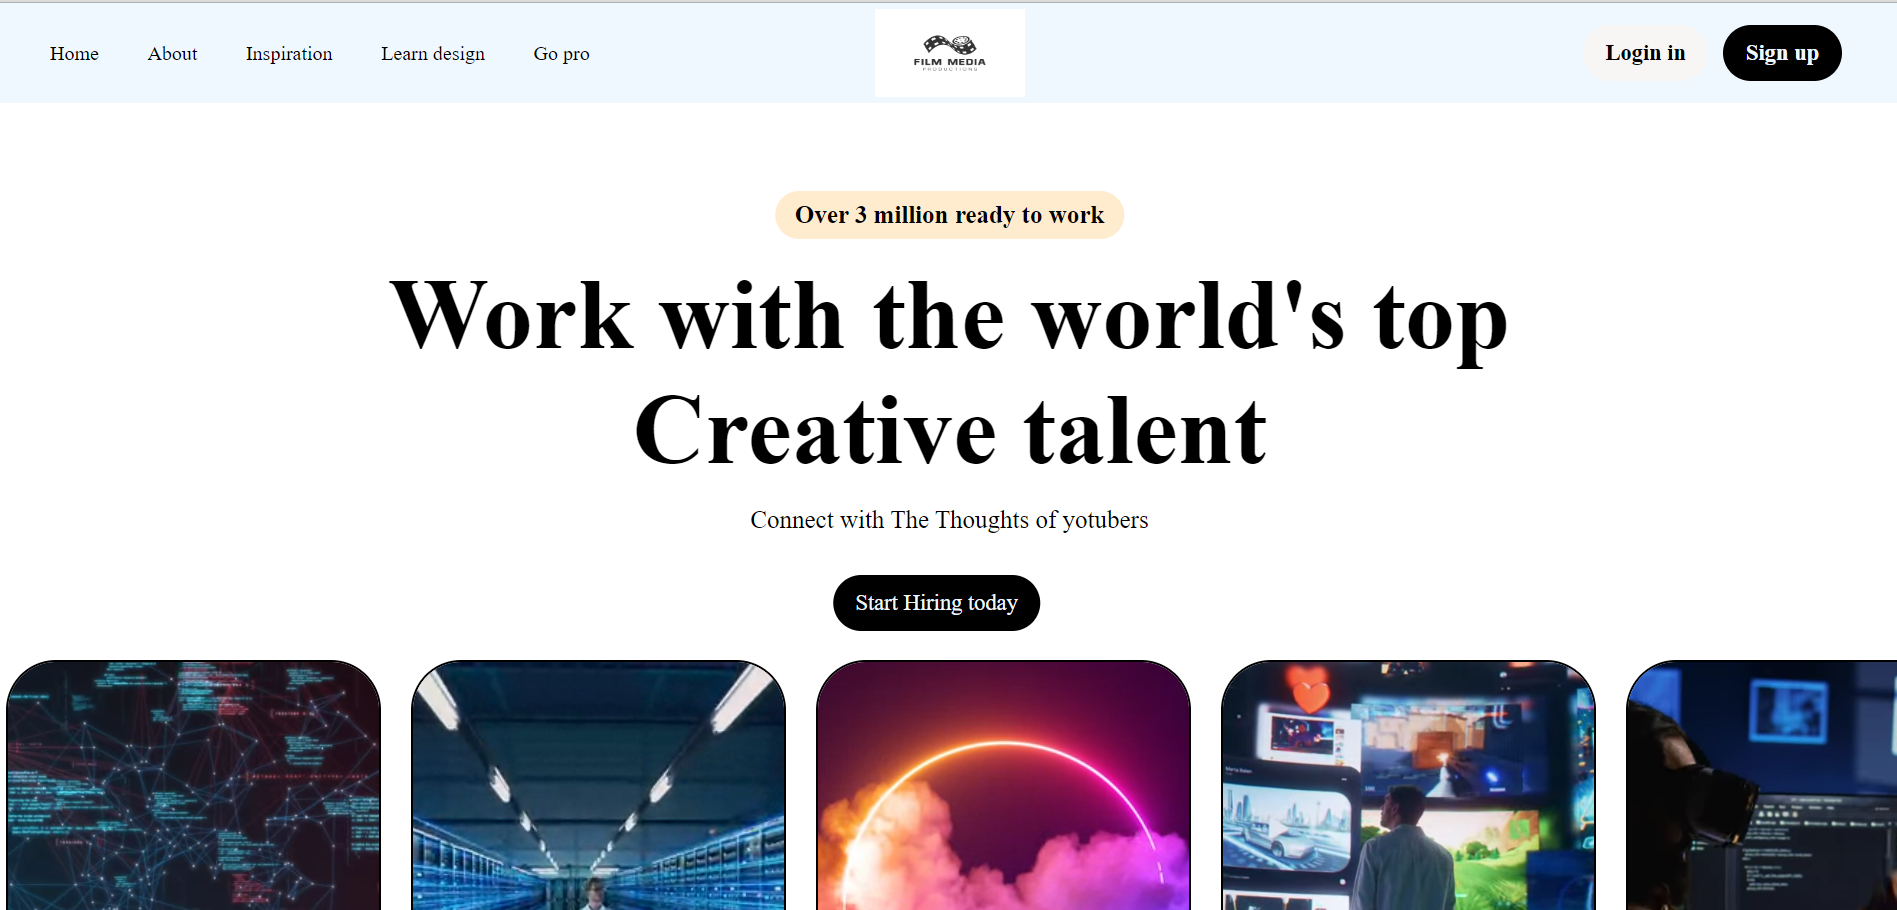 Home About Inspiration Learn design Go pro
FILM MEDIA
PRODUCTIONS
Login in Sign up
Over 3 million ready to work
Work with the world's top
Creative talent
Connect with The Thoughts of yotubers
Start Hiring today